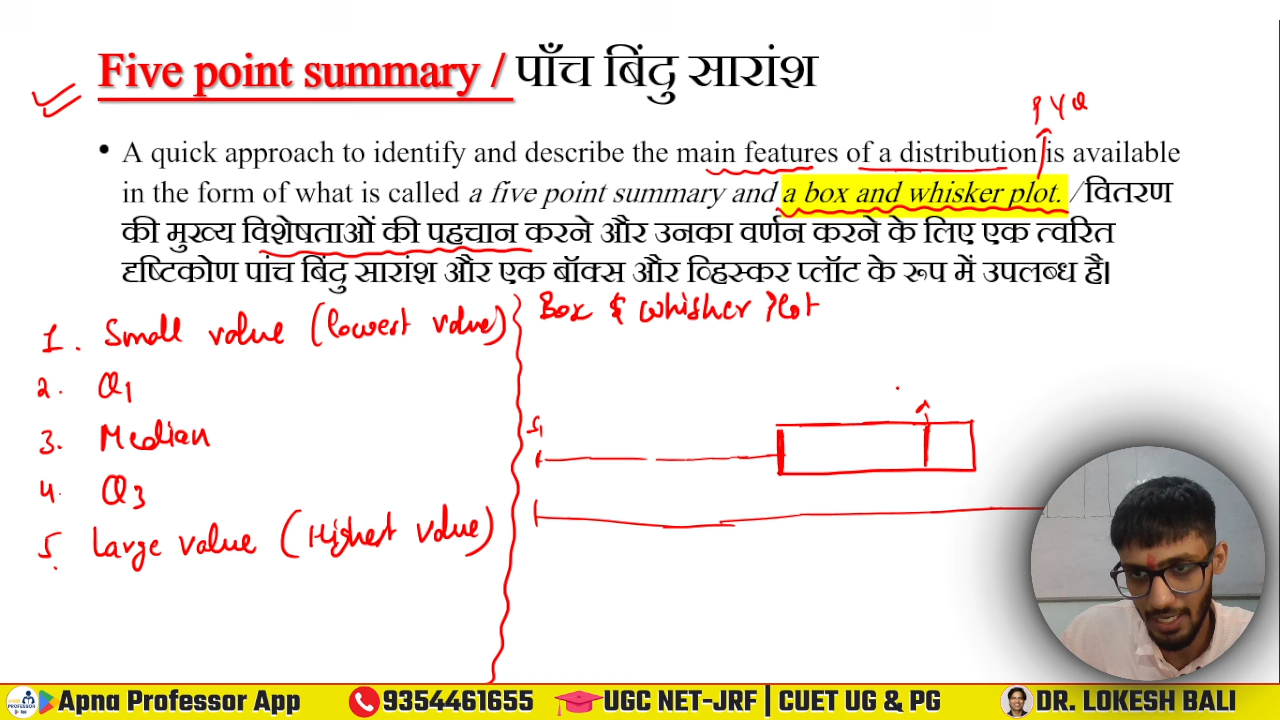 Five point summary / पाँच बिंदु सारांश
PYQ
• A quick approach to identify and describe the main features of a distribution is available
in the form of what is called a five point summary and a box and whisker plot. / वितरण
की मुख्य विशेषताओं की पहचान करने और उनका वर्णन करने के लिए एक त्वरित
दृष्टिकोण पांच बिंदु सारांश और एक बॉक्स और व्हिस्कर प्लॉट के रूप में उपलब्ध है।
1. Small value (lowest value)
2. Q1
3. Median
4. Q3
5. Large value (Highest value)
Box & Whisher Plot
Apna Professor App
9354461655
UGC NET-JRF | CUET UG & PG
DR. LOKESH BALI